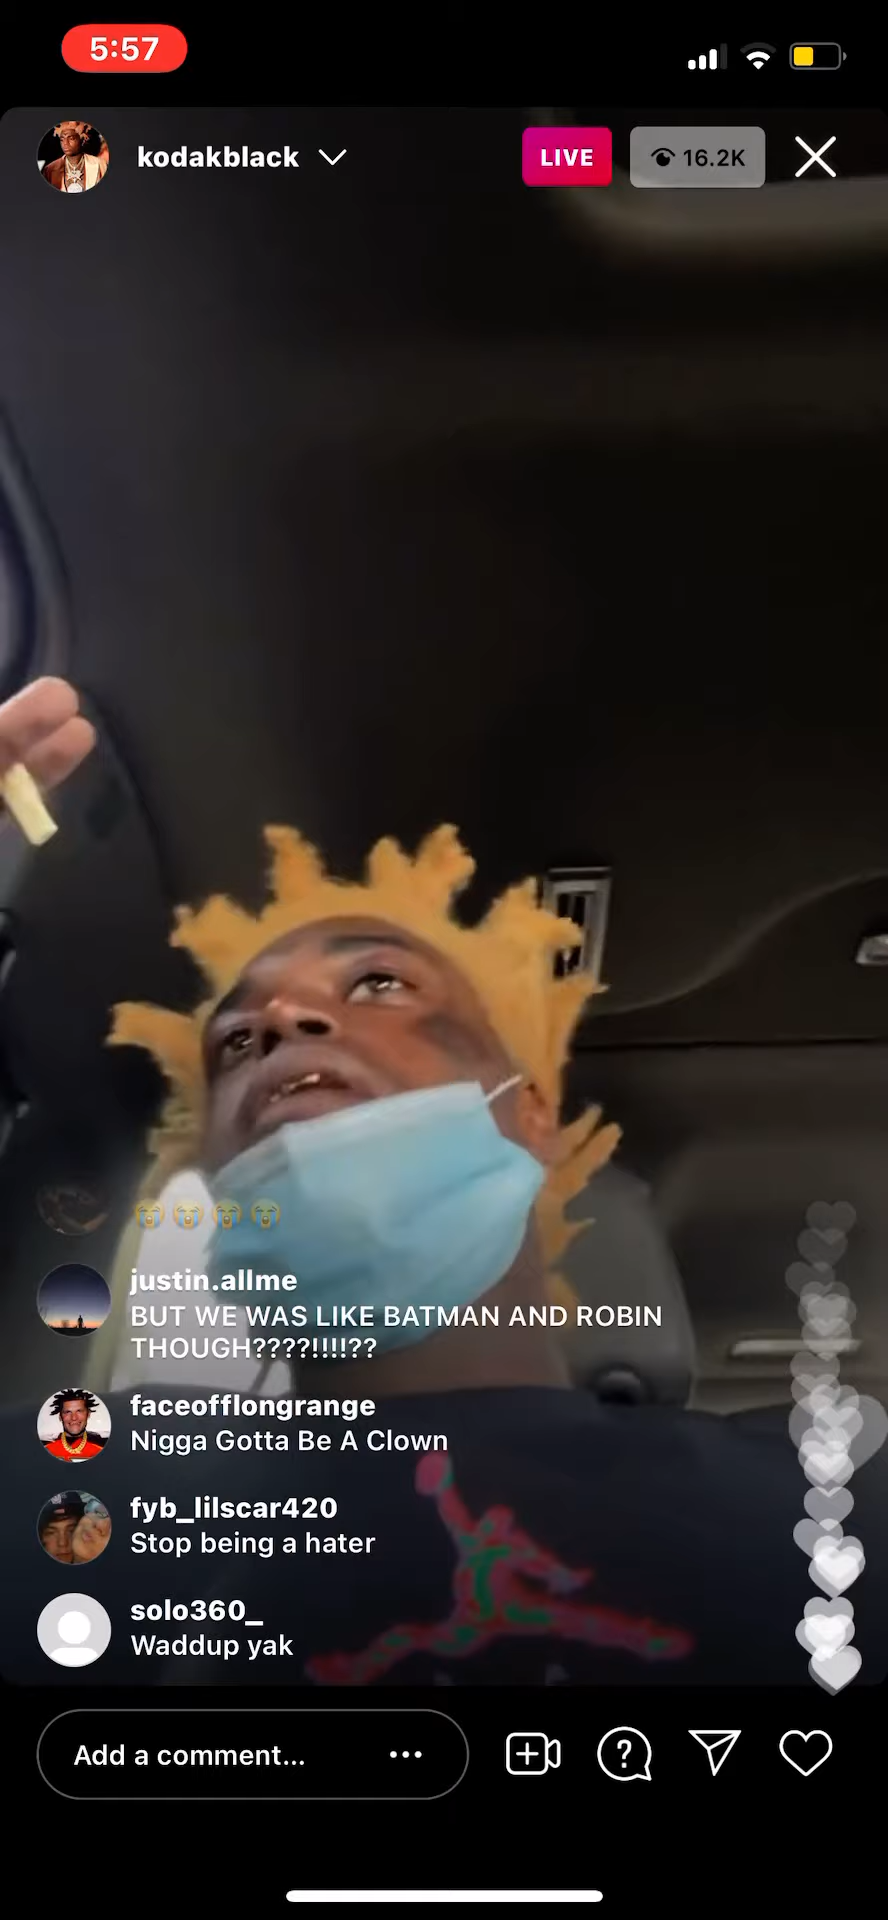 5:57
kodakblack
LIVE
16.2K
😭😭😭😭
justin.allme
BUT WE WAS LIKE BATMAN AND ROBIN
THOUGH????!!!!??
faceofflongrange
Nigga Gotta Be A Clown
fyb_lilscar420
Stop being a hater
solo360_
Waddup yak
Add a comment...